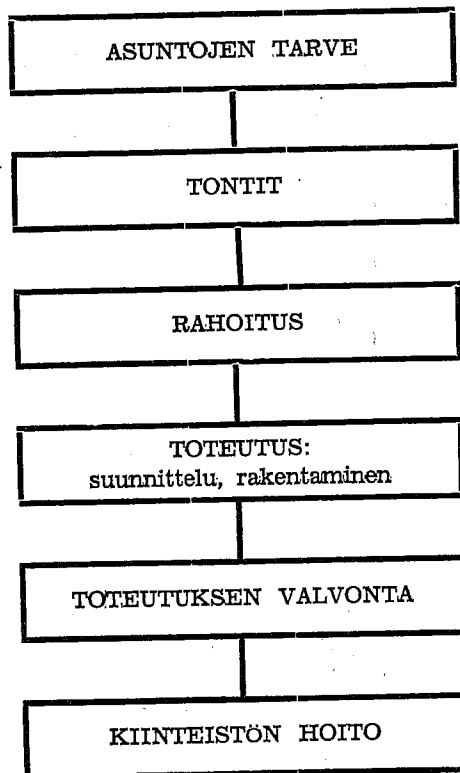 ASUNTOJEN TARVE
TONTIT
RAHOITUS
TOTEUTUS:
suunnittelu, rakentaminen
TOTEUTUKSEN VALVONTA
KIINTEISTÖN HOITO